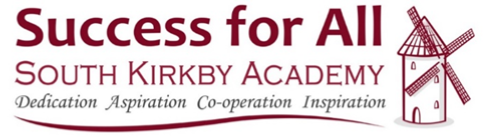 Success for All
SOUTH KIRKBY ACADEMY
Dedication Aspiration Co-operation Inspiration